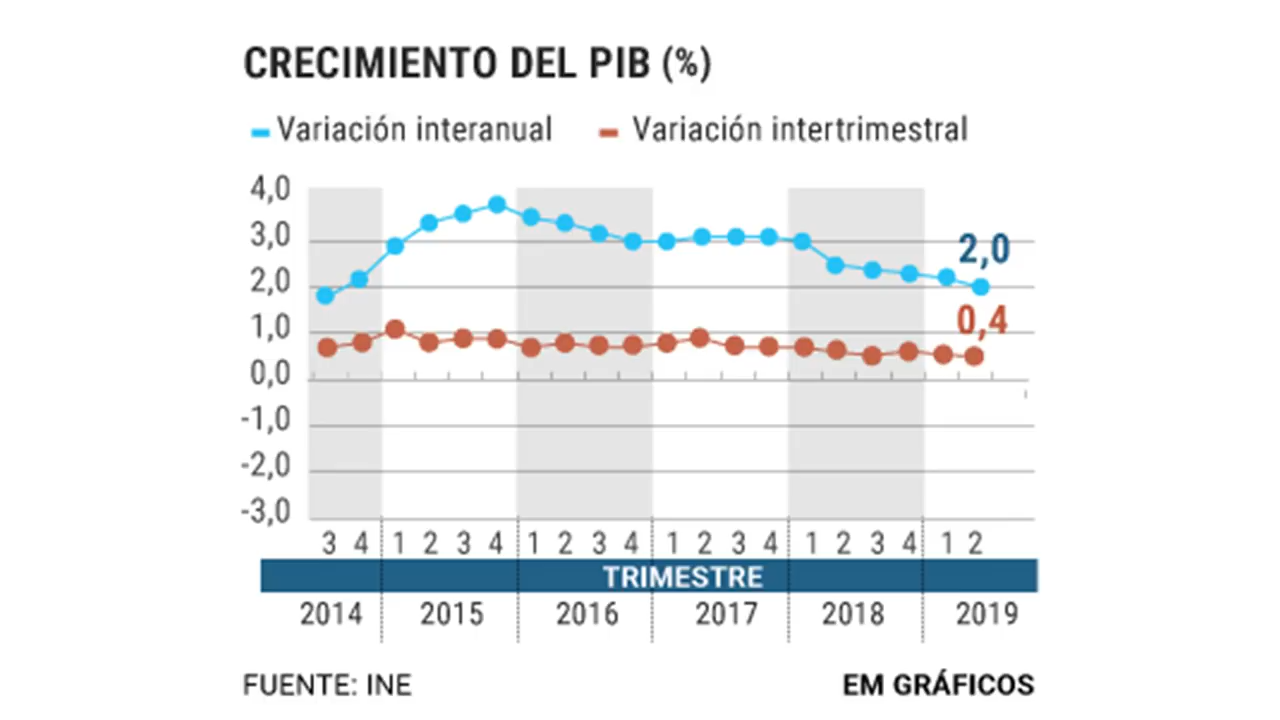 CRECIMIENTO DEL PIB (%)
Variación interanual Variación intertrimestral
4,0
3,0
2,0
1,0
0,0
-1,0
-2,0
-3,0
2,0
0,4
3 4 1 2 3 4 1 2 3 4 1 2 3 4 1 2 3 4 1 2
TRIMESTRE
2014 2015 2016 2017 2018 2019
FUENTE: INE EM GRÁFICOS